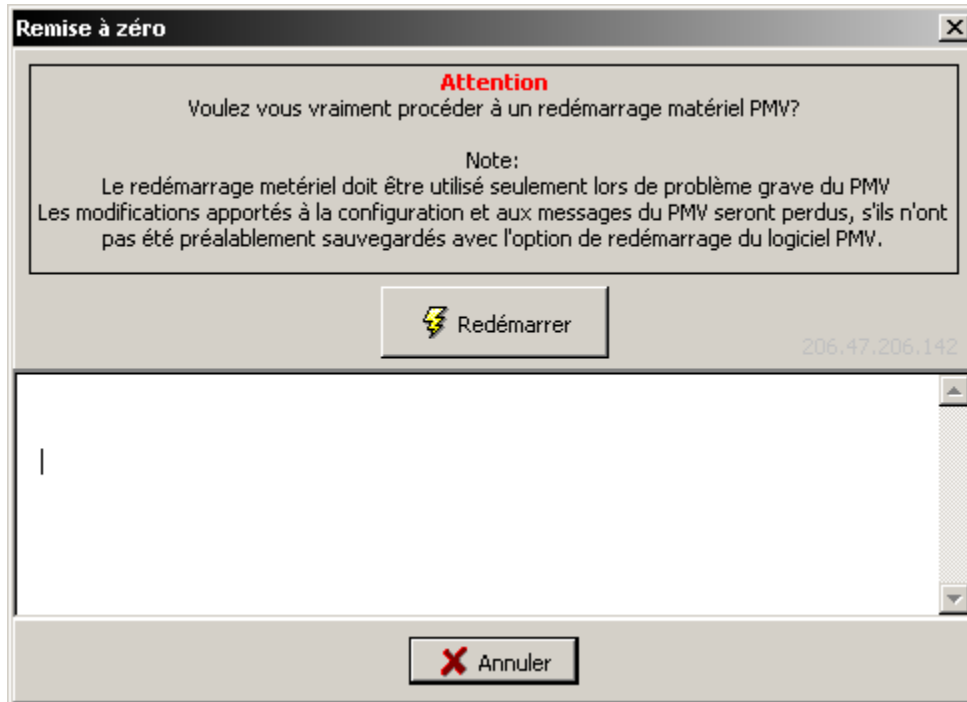 Remise à zéro
Attention
Voulez vous vraiment procéder à un redémarrage matériel PMV?
Note:
Le redémarrage metériel doit être utilisé seulement lors de problème grave du PMV
Les modifications apportés à la configuration et aux messages du PMV seront perdus, s'ils n'ont
pas été préalablement sauvegardés avec l'option de redémarrage du logiciel PMV.
Redémarrer
206.47.206.142
Annuler